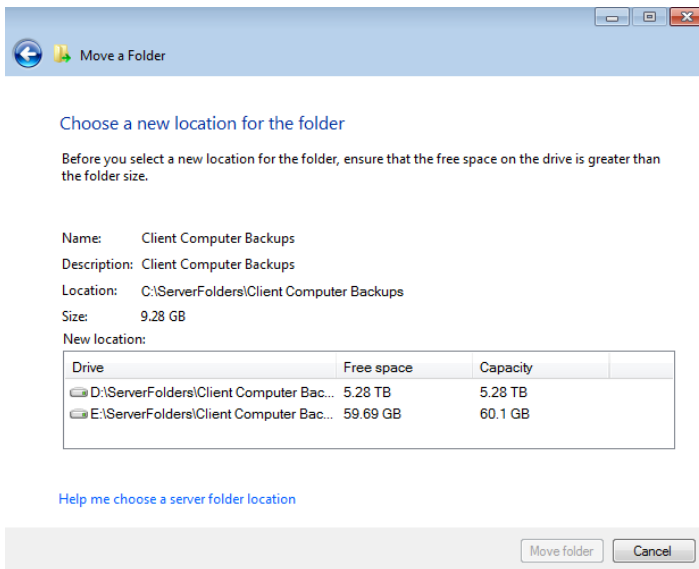 Move a Folder
Choose a new location for the folder
Before you select a new location for the folder, ensure that the free space on the drive is greater than
the folder size.
Name: Client Computer Backups
Description: Client Computer Backups
Location: C:\ServerFolders\Client Computer Backups
Size: 9.28 GB
New location:
Drive Free space Capacity
D:\ServerFolders\Client Computer Bac... 5.28 TB 5.28 TB
E:\ServerFolders\Client Computer Bac... 59.69 GB 60.1 GB
Help me choose a server folder location
Move folder Cancel